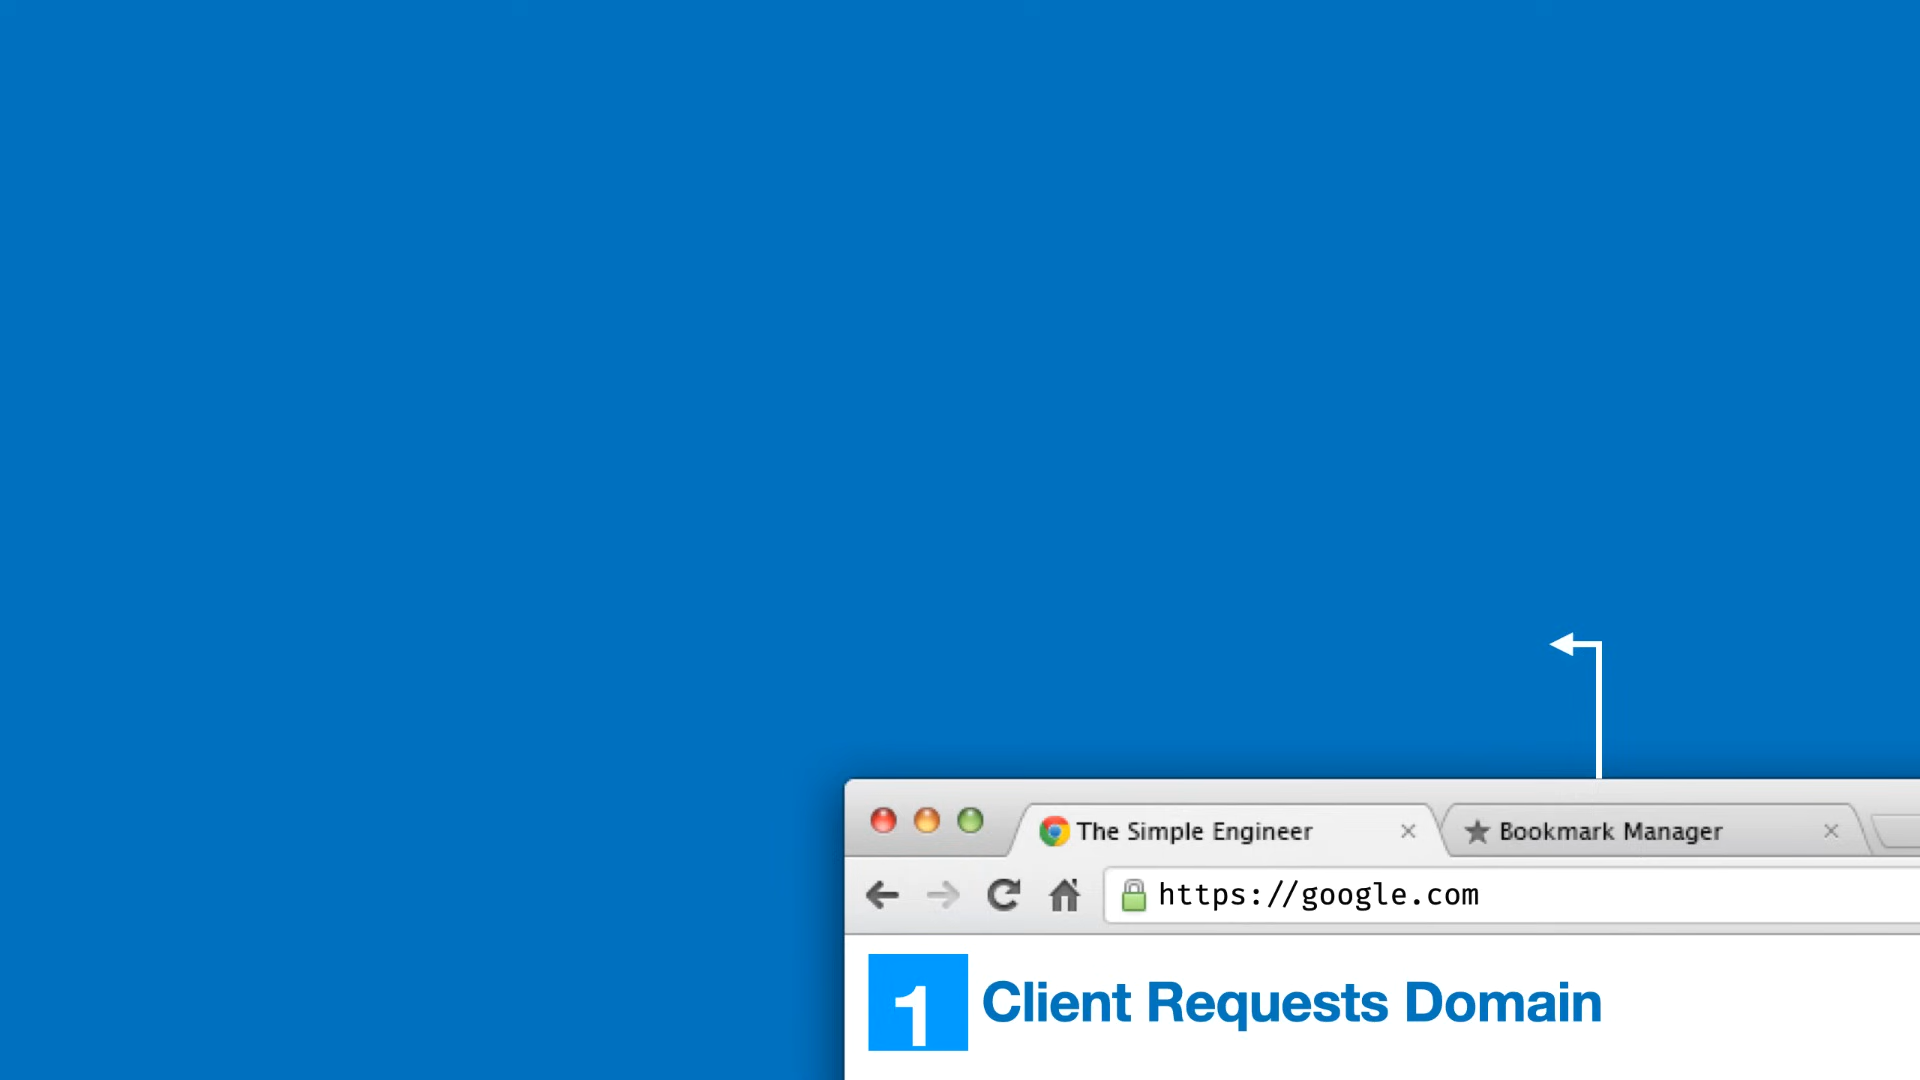 The Simple Engineer
Bookmark Manager
https://google.com
1 Client Requests Domain